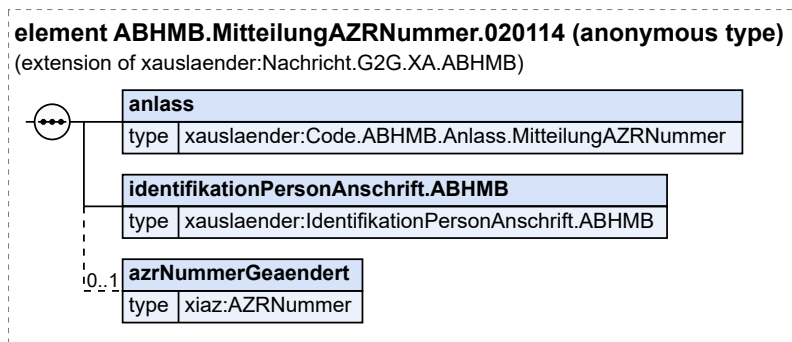 element ABHMB.MitteilungAZRNummer.020114 (anonymous type)
(extension of xauslaender:Nachricht.G2G.XA.ABHMB)
anlass
type xauslaender:Code.ABHMB.Anlass.MitteilungAZRNummer
identifikationPersonAnschrift.ABHMB
type xauslaender:IdentifikationPersonAnschrift.ABHMB
0..1 azrNummerGeaendert
type xiaz:AZRNummer